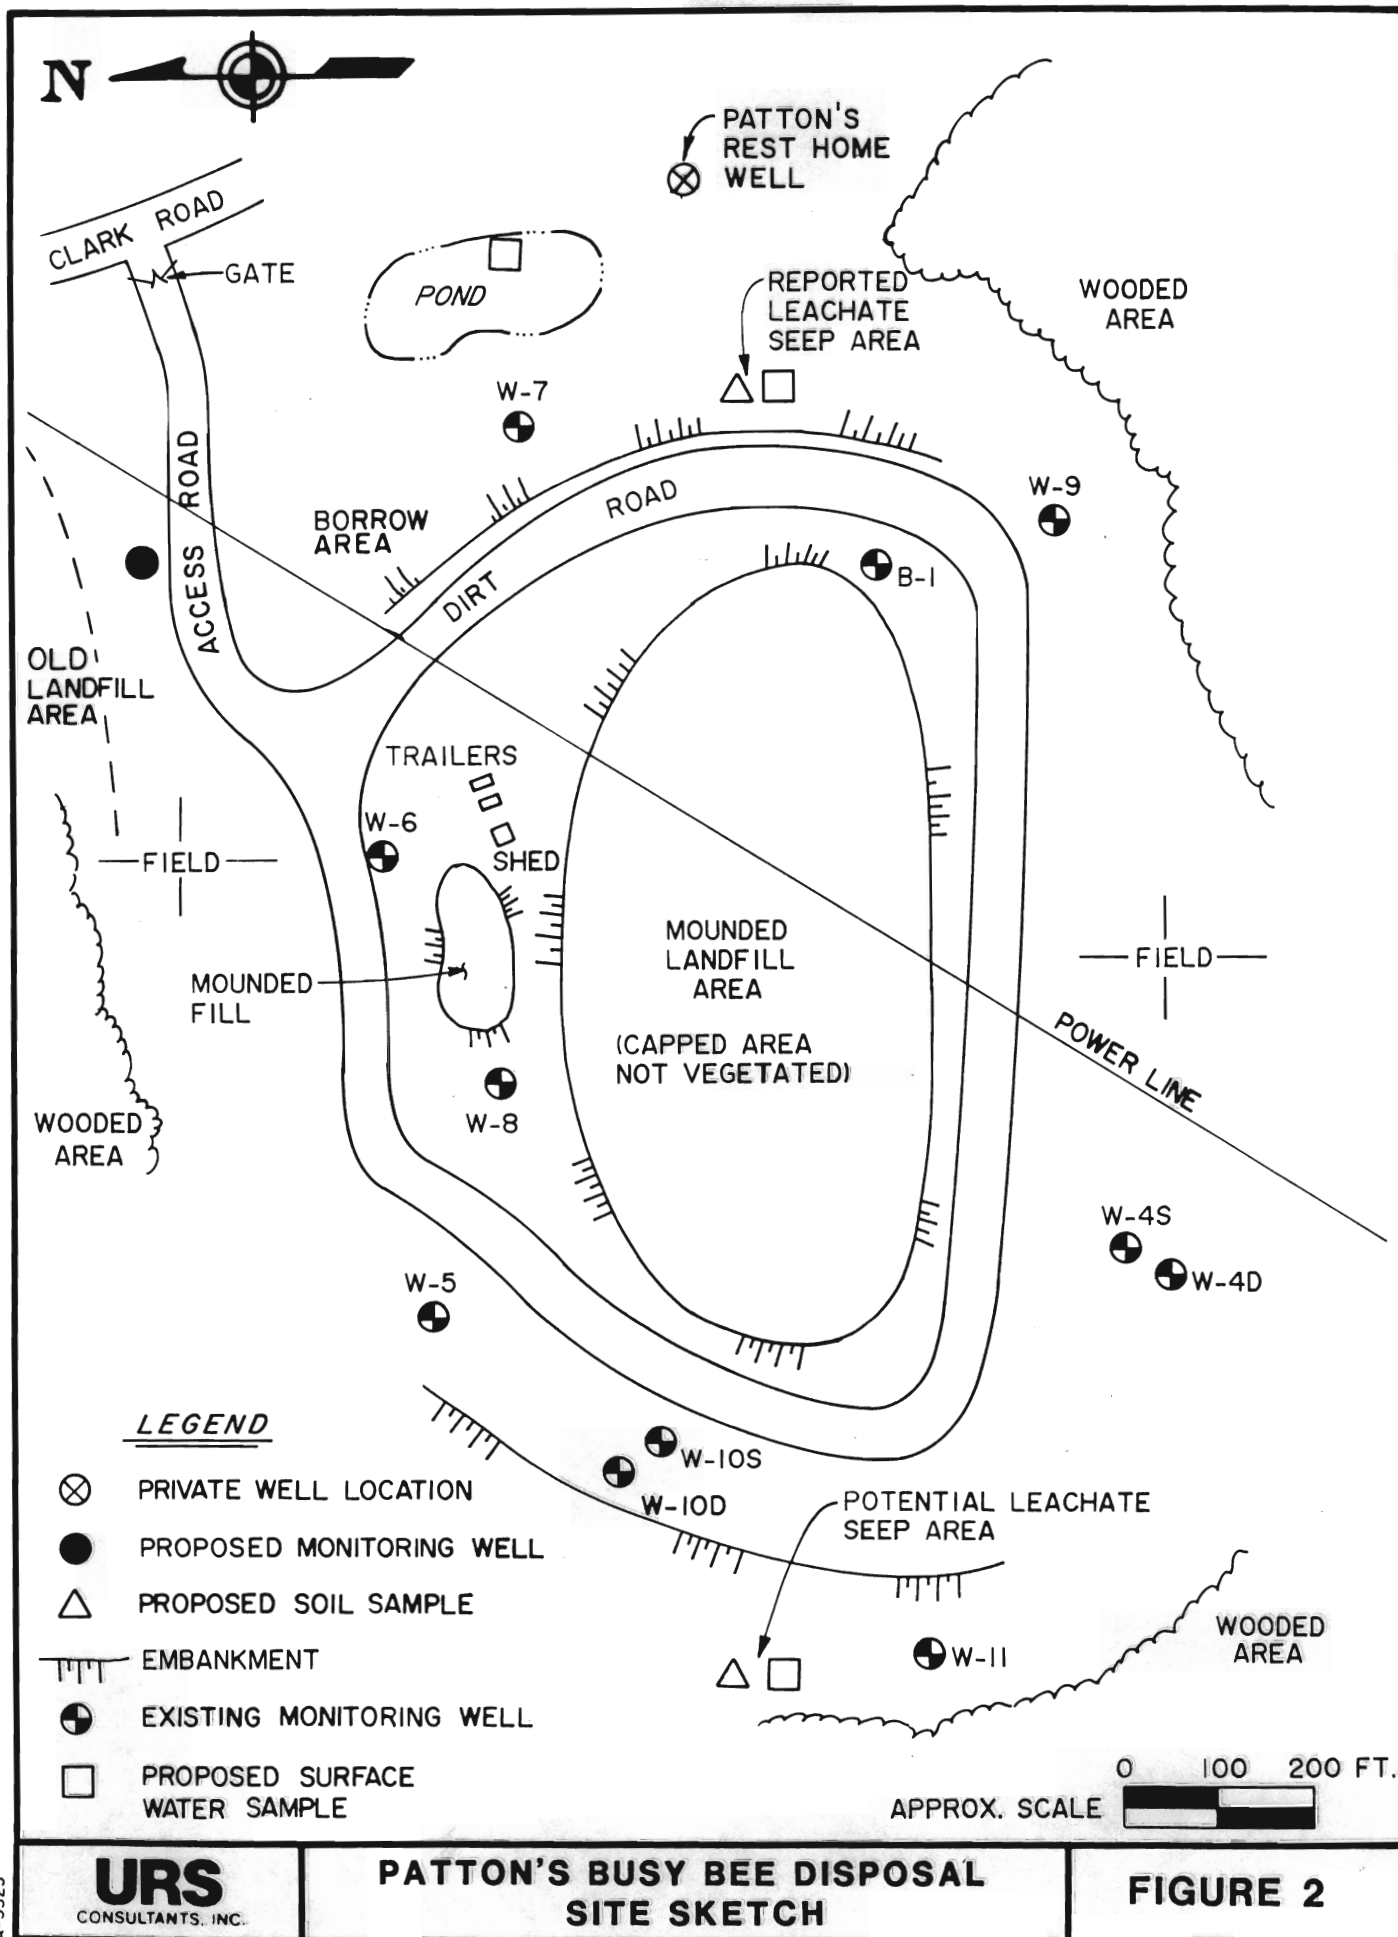 N
PATTON'S
REST HOME
WELL
CLARK ROAD
GATE
POND
REPORTED
LEACHATE
SEEP AREA
WOODED
AREA
W-7
W-9
ACCESS ROAD
BORROW
AREA
DIRT ROAD
B-1
OLD
LANDFILL
AREA
TRAILERS
W-6
SHED
FIELD
MOUNDED
LANDFILL
AREA
(CAPPED AREA
NOT VEGETATED)
FIELD
MOUNDED
FILL
POWER LINE
W-8
WOODED
AREA
W-4S
W-4D
W-5
W-10S
W-10D
POTENTIAL LEACHATE
SEEP AREA
WOODED
AREA
W-11
LEGEND
PRIVATE WELL LOCATION
PROPOSED MONITORING WELL
PROPOSED SOIL SAMPLE
EMBANKMENT
EXISTING MONITORING WELL
PROPOSED SURFACE
WATER SAMPLE
0 100 200 FT.
APPROX. SCALE
URS
CONSULTANTS, INC.
PATTON'S BUSY BEE DISPOSAL
SITE SKETCH
FIGURE 2